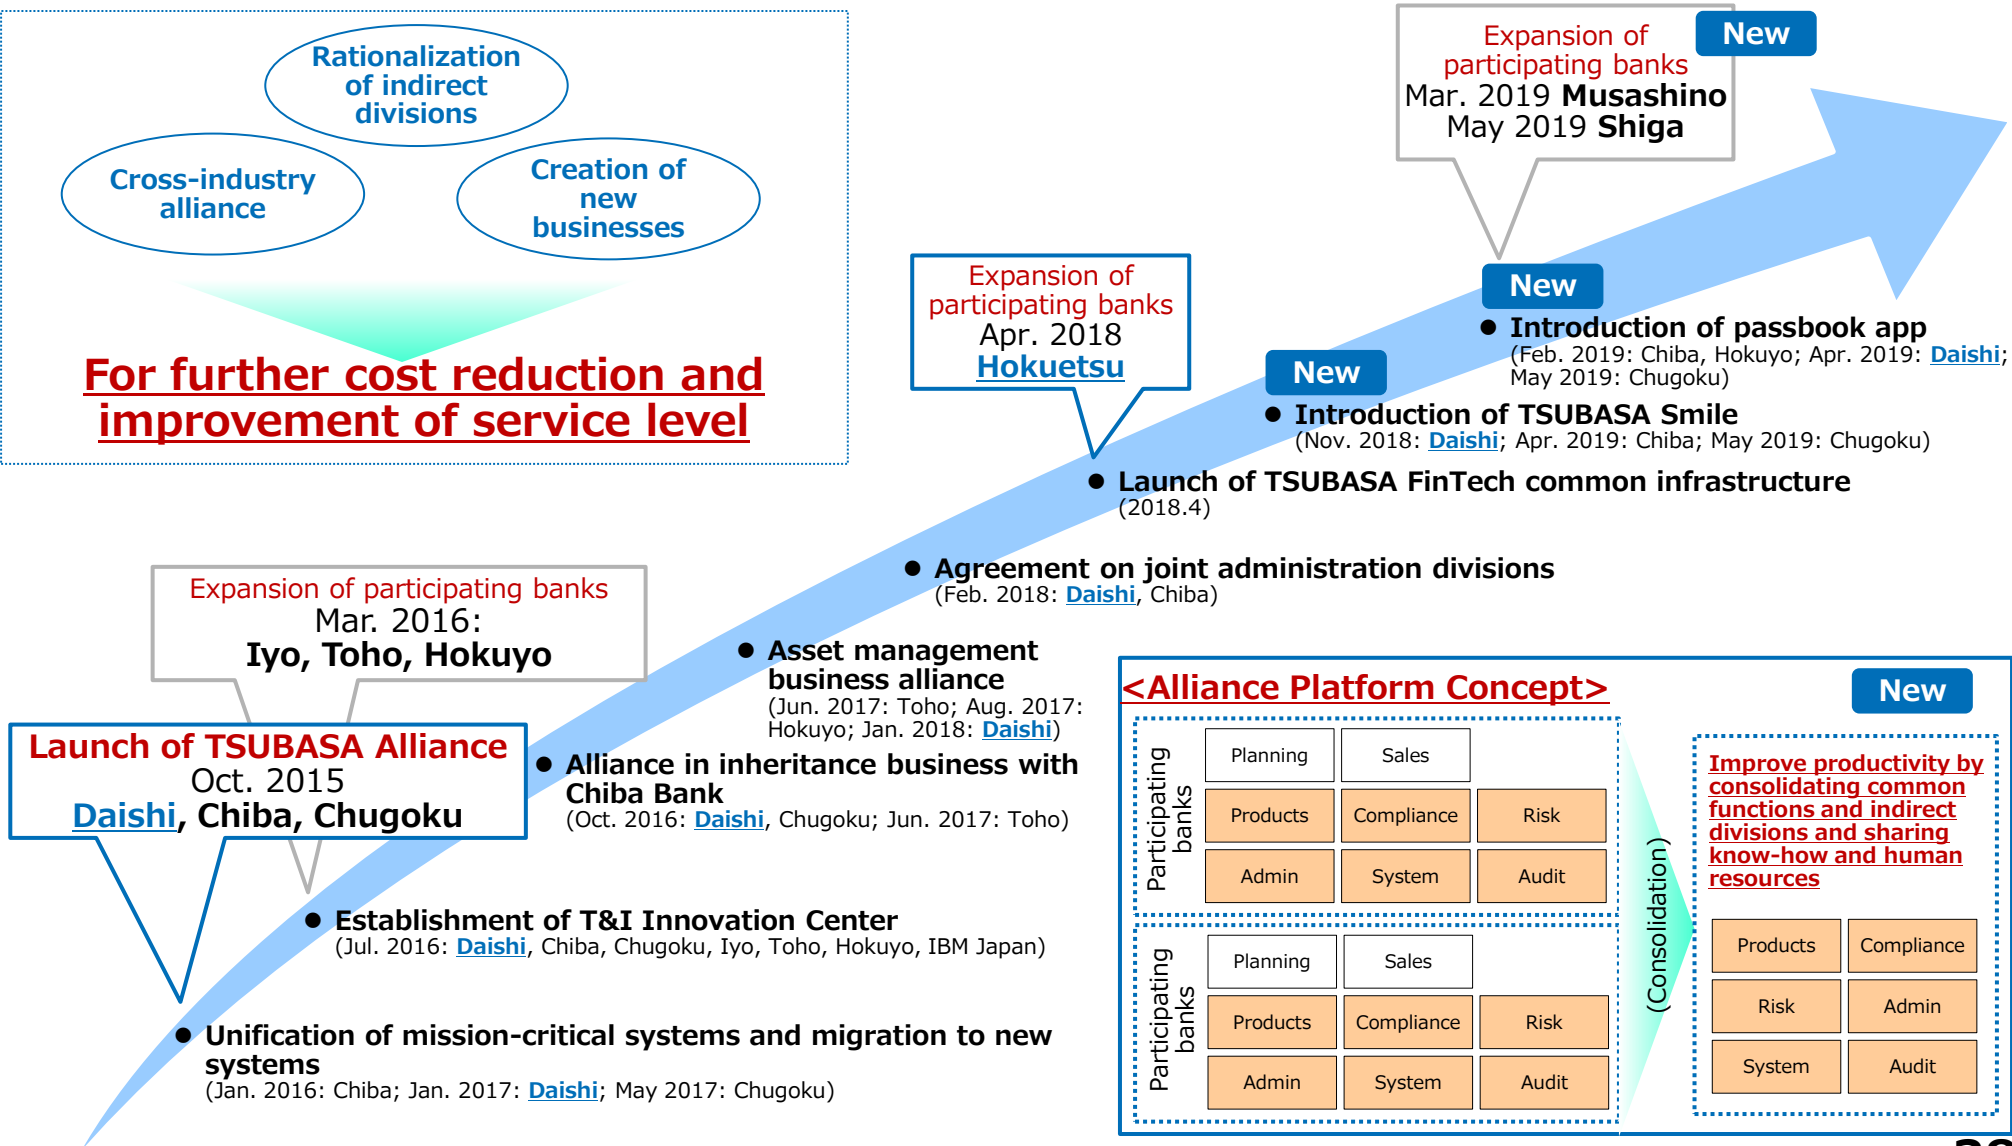 Rationalization
of indirect
divisions
Cross-industry
alliance
Creation of
new
businesses
For further cost reduction and
improvement of service level
Expansion of
participating banks
Mar. 2019 Musashino
May 2019 Shiga
New
Expansion of
participating banks
Apr. 2018
Hokuetsu
New
● Introduction of passbook app
(Feb. 2019: Chiba, Hokuyo; Apr. 2019: Daishi;
May 2019: Chugoku)
New
● Introduction of TSUBASA Smile
(Nov. 2018: Daishi; Apr. 2019: Chiba; May 2019: Chugoku)
● Launch of TSUBASA FinTech common infrastructure
(2018.4)
● Agreement on joint administration divisions
(Feb. 2018: Daishi, Chiba)
Expansion of participating banks
Mar. 2016:
Iyo, Toho, Hokuyo
● Asset management
business alliance
(Jun. 2017: Toho; Aug. 2017:
Hokuyo; Jan. 2018: Daishi)
Launch of TSUBASA Alliance
Oct. 2015
Daishi, Chiba, Chugoku
● Alliance in inheritance business with
Chiba Bank
(Oct. 2016: Daishi, Chugoku; Jun. 2017: Toho)
● Establishment of T&I Innovation Center
(Jul. 2016: Daishi, Chiba, Chugoku, Iyo, Toho, Hokuyo, IBM Japan)
● Unification of mission-critical systems and migration to new
systems
(Jan. 2016: Chiba; Jan. 2017: Daishi; May 2017: Chugoku)
<Alliance Platform Concept>
New
Participating
banks
Planning
Sales
Products
Compliance
Risk
Admin
System
Audit
Participating
banks
Planning
Sales
Products
Compliance
Risk
Admin
System
Audit
(Consolidation)
Improve productivity by
consolidating common
functions and indirect
divisions and sharing
know-how and human
resources
Products
Compliance
Risk
Admin
System
Audit